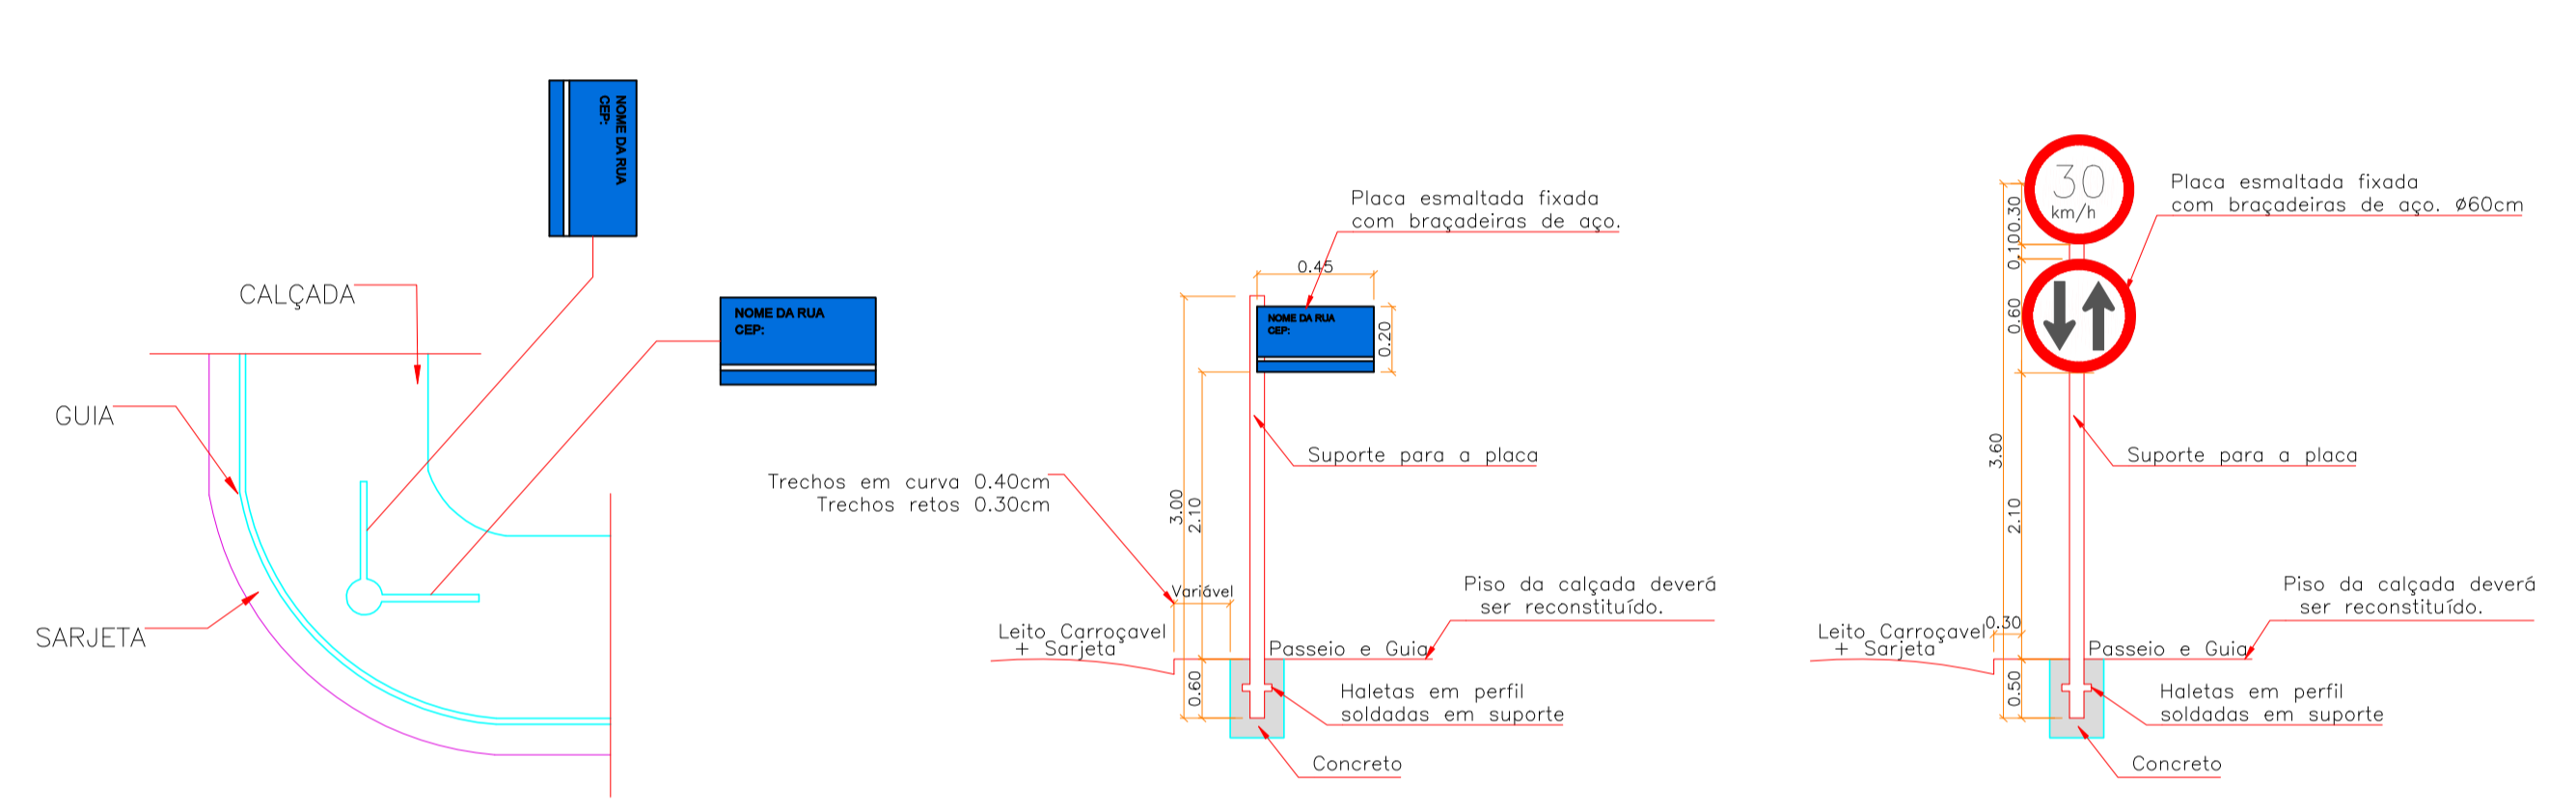 NOME DA RUA
CEP:
CALÇADA
NOME DA RUA
CEP:
GUIA
SARJETA
Placa esmaltada fixada
com braçadeiras de aço.
0.45
NOME DA RUA
CEP:
0.20
Suporte para a placa
Trechos em curva 0.40cm
Trechos retos 0.30cm
3.00
2.10
Variável
Piso da calçada deverá
ser reconstituído.
Leito Carroçavel
+ Sarjeta
Passeio e Guia
0.60
Haletas em perfil
soldadas em suporte
Concreto
30
km/h
Placa esmaltada fixada
com braçadeiras de aço. Ø60cm
0.30
0,10
0.60
Suporte para a placa
3.60
2.10
Piso da calçada deverá
ser reconstituído.
0.30
Leito Carroçavel
+ Sarjeta
Passeio e Guia
0.50
Haletas em perfil
soldadas em suporte
Concreto